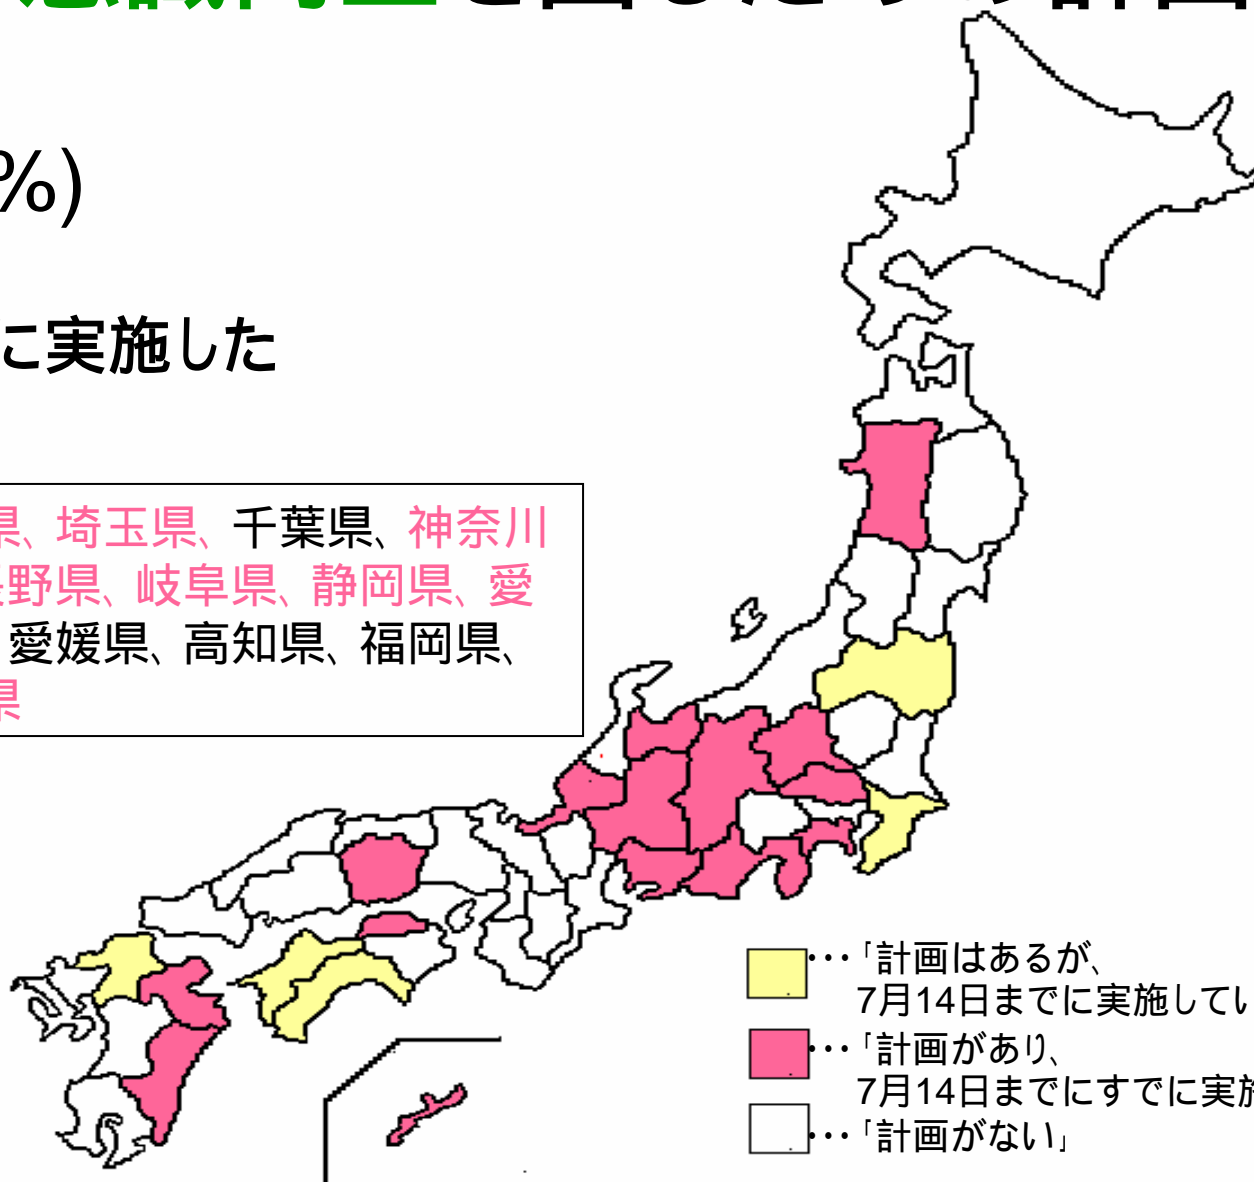 %)
に実施した
県、埼玉県、千葉県、神奈川
野県、岐阜県、静岡県、愛
愛媛県、高知県、福岡県、
県
…「計画はあるが、
7月14日までに実施してい
…「計画があり、
7月14日までにすでに実施
…「計画がない」